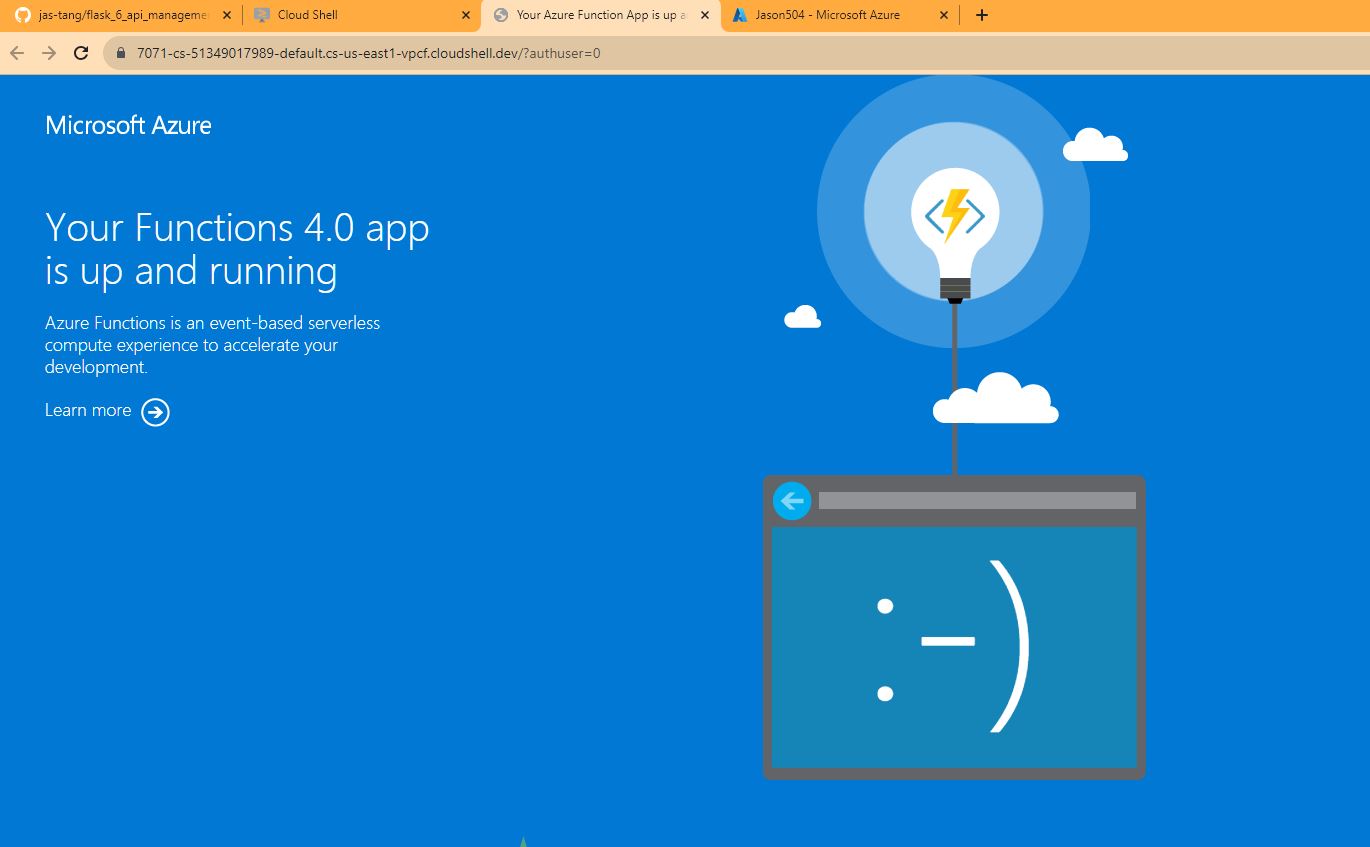 jas-tang/flask_6_api_manageme
Cloud Shell
Your Azure Function App is up a
Jason504 - Microsoft Azure
7071-cs-51349017989-default.cs-us-east1-vpcf.cloudshell.dev/?authuser=0
Microsoft Azure
Your Functions 4.0 app
is up and running
Azure Functions is an event-based serverless
compute experience to accelerate your
development.
Learn more
:-)